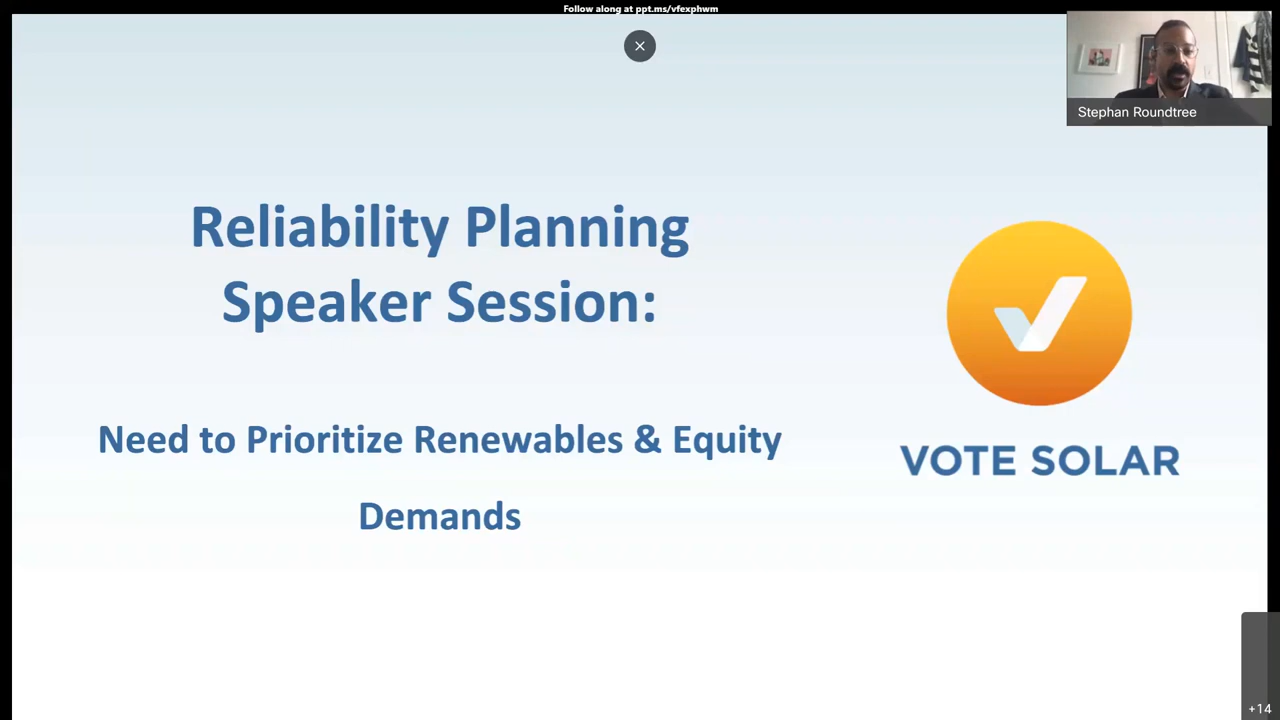 Follow along at ppt.ms/vfexphwm
Stephan Roundtree
Reliability Planning
Speaker Session:
Need to Prioritize Renewables & Equity
Demands
VOTE SOLAR
+14